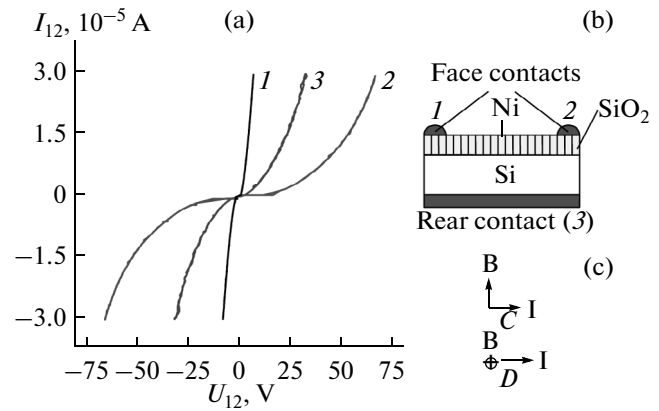 I₁₂, 10⁻⁵ A
(a)
3.0
1.5
0
−1.5
−3.0
1
3
2
−75
−50
−25
0
25
50
75
U₁₂, V
(b)
Face contacts
1
Ni
2
SiO₂
Si
Rear contact (3)
(c)
B
I
C
B
I
D